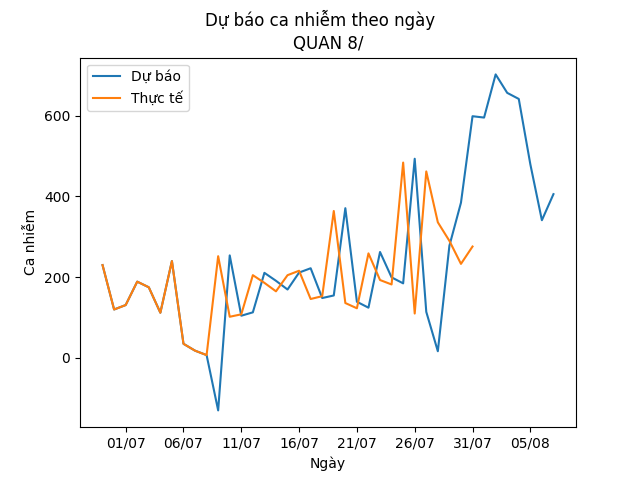 Dự báo ca nhiễm theo ngày
QUAN 8/
Dự báo
Thực tế
Ca nhiễm
600
400
200
0
01/07 06/07 11/07 16/07 21/07 26/07 31/07 05/08
Ngày